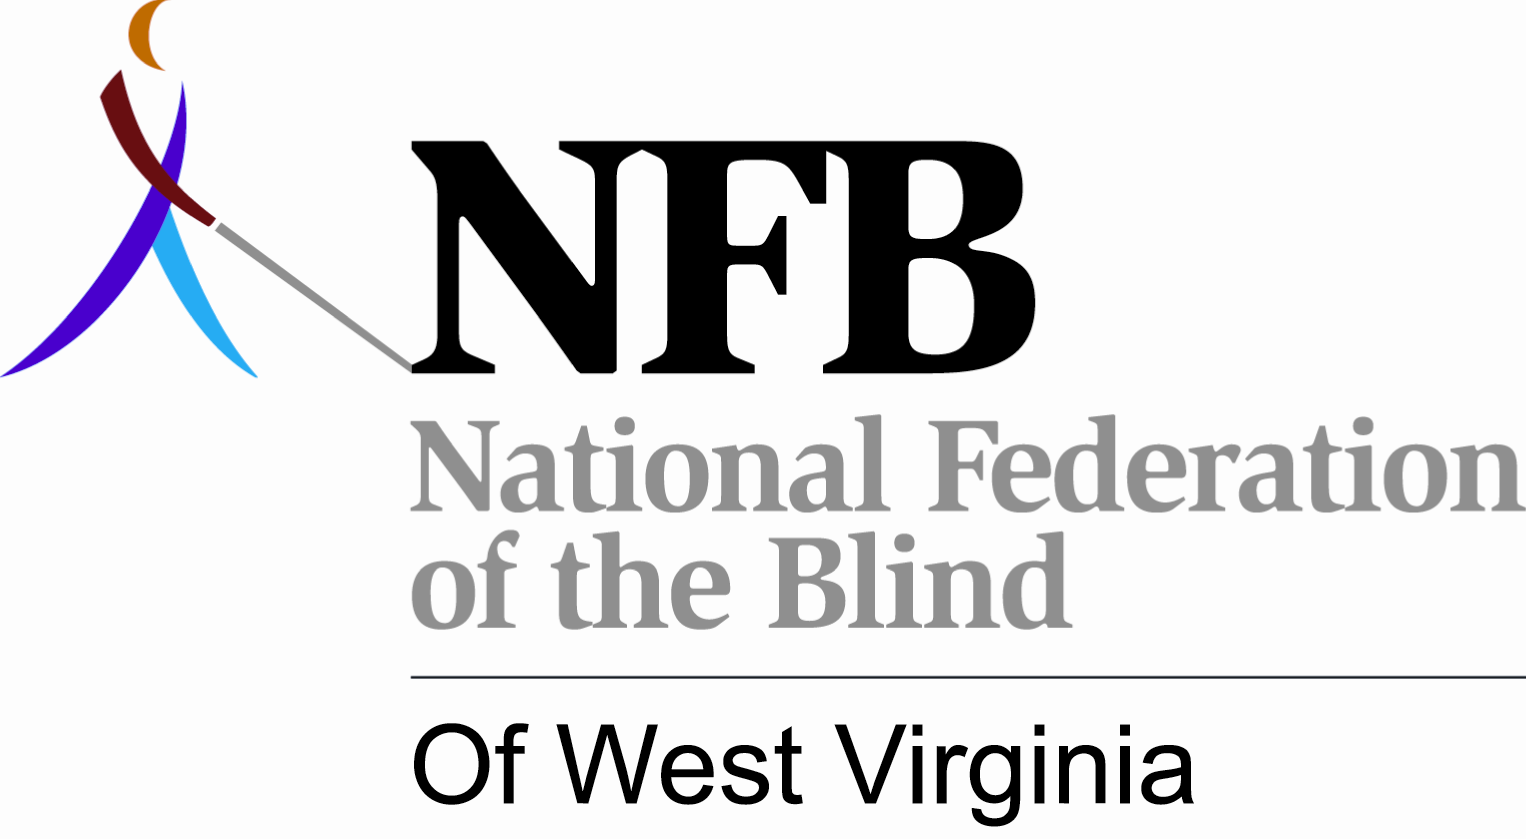 NFB
National Federation
of the Blind
Of West Virginia